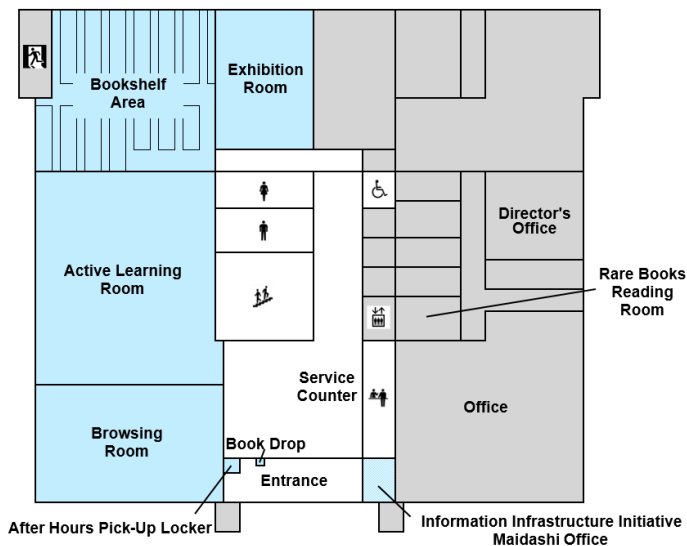 Bookshelf
Area
Exhibition
Room
Director's
Office
Active Learning
Room
Rare Books
Reading
Room
Service
Counter
Office
Browsing
Room
Book Drop
Entrance
After Hours Pick-Up Locker
Information Infrastructure Initiative
Maidashi Office